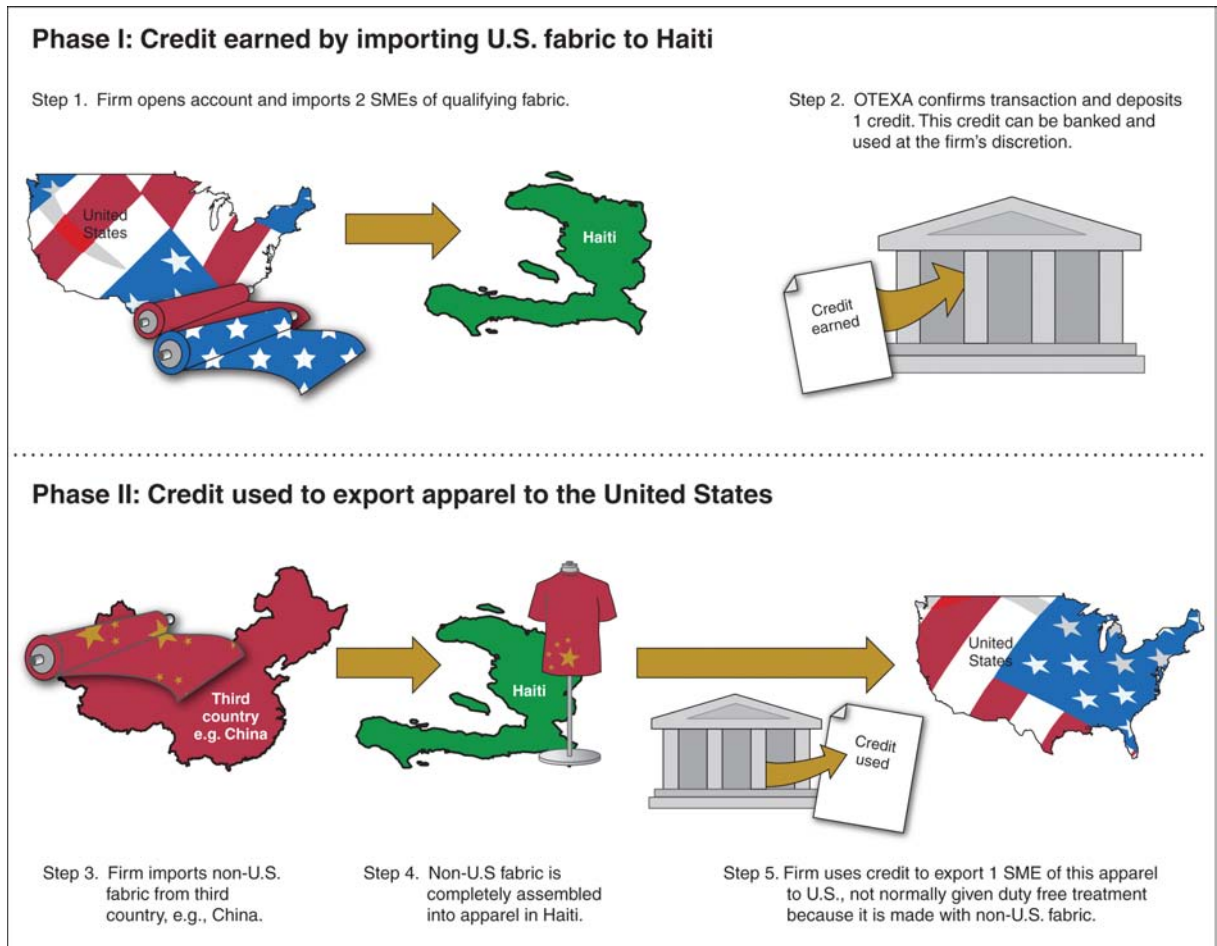 Phase I: Credit earned by importing U.S. fabric to Haiti
Step 1. Firm opens account and imports 2 SMEs of qualifying fabric.
Step 2. OTEXA confirms transaction and deposits
1 credit. This credit can be banked and
used at the firm's discretion.
United
States
Haiti
Credit
earned
Phase II: Credit used to export apparel to the United States
Third
country
e.g. China
Haiti
Credit
used
United
States
Step 3. Firm imports non-U.S.
fabric from third
country, e.g., China.
Step 4. Non-U.S fabric is
completely assembled
into apparel in Haiti.
Step 5. Firm uses credit to export 1 SME of this apparel
to U.S., not normally given duty free treatment
because it is made with non-U.S. fabric.